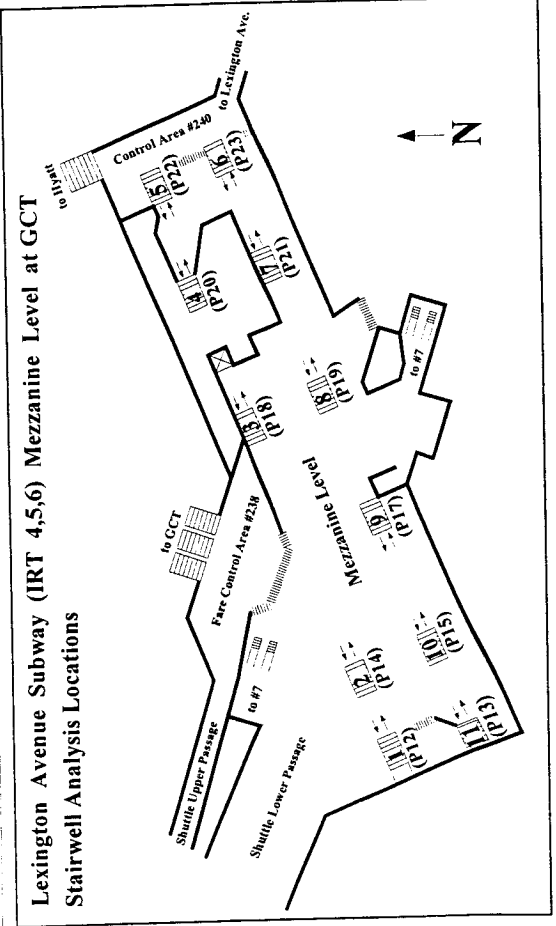 Lexington Avenue Subway (IRT 4,5,6) Mezzanine Level at GCT
Stairwell Analysis Locations
to Hyatt
Control Area #240
to Lexington Ave.
5
(P22)
6
(P23)
4
(P20)
7
(P21)
3
(P18)
8
(P19)
to GCT
Fare Control Area #238
Mezzanine Level
to #7
9
(P17)
Shuttle Upper Passage
to #7
Shuttle Lower Passage
2
(P14)
10
(P15)
1
(P12)
11
(P13)
N